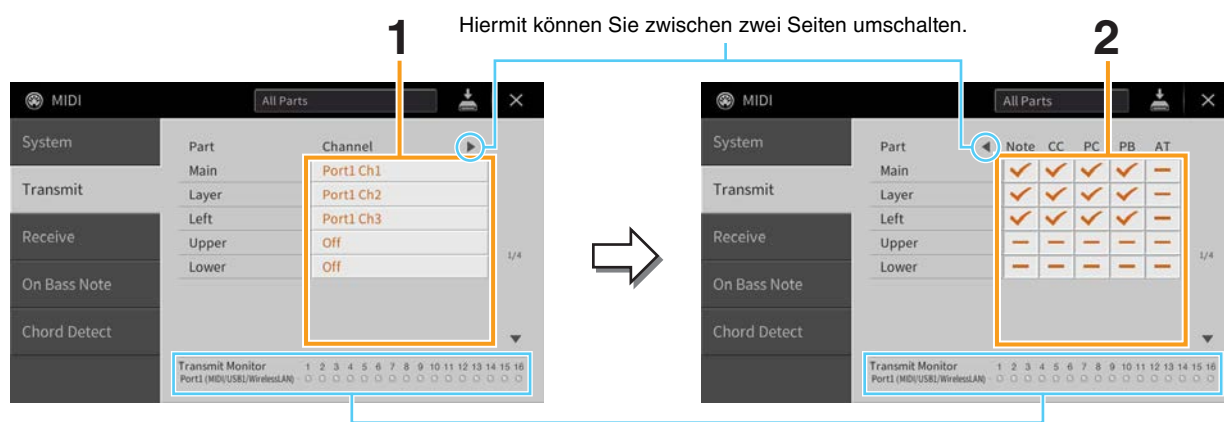 Hiermit können Sie zwischen zwei Seiten umschalten.
1
2
MIDI
All Parts
System
Transmit
Receive
On Bass Note
Chord Detect
Part Channel
Main Port1 Ch1
Layer Port1 Ch2
Left Port1 Ch3
Upper Off
Lower Off
1/4
Transmit Monitor 1 2 3 4 5 6 7 8 9 10 11 12 13 14 15 16
Port1 (MIDI/USB1/WirelessLAN)
MIDI
All Parts
System
Transmit
Receive
On Bass Note
Chord Detect
Part Note CC PC PB AT
Main
Layer
Left
Upper
Lower
1/4
Transmit Monitor 1 2 3 4 5 6 7 8 9 10 11 12 13 14 15 16
Port1 (MIDI/USB1/WirelessLAN)